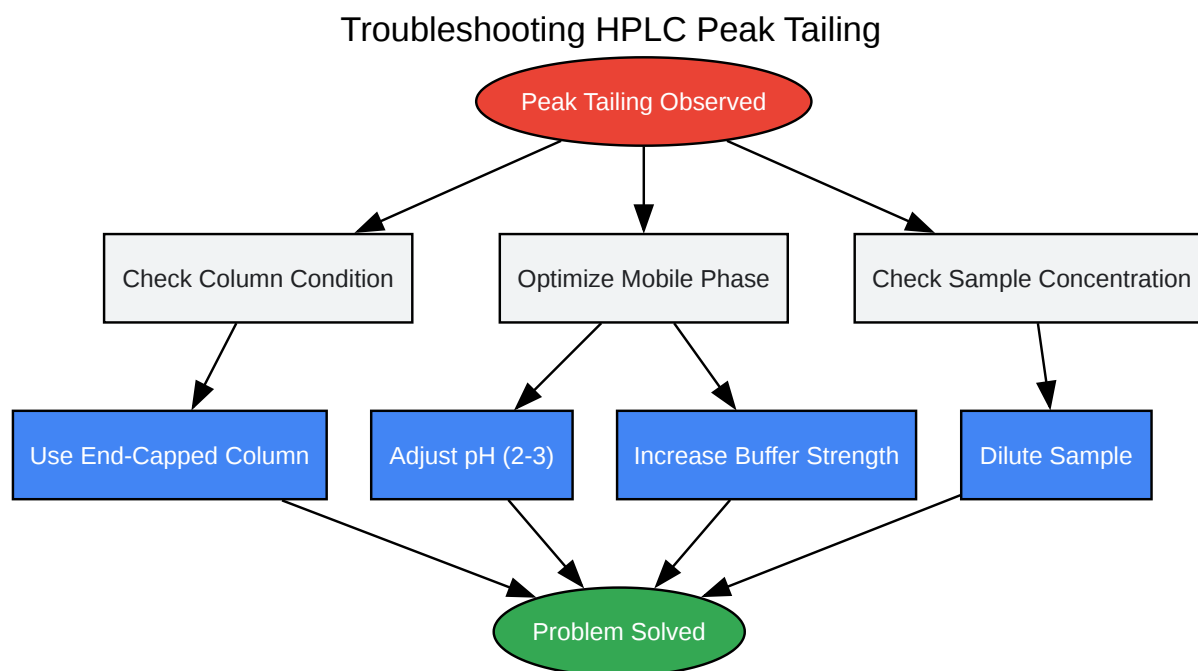 Troubleshooting HPLC Peak Tailing
Peak Tailing Observed
Check Column Condition
Optimize Mobile Phase
Check Sample Concentration
Use End-Capped Column
Adjust pH (2-3)
Increase Buffer Strength
Dilute Sample
Problem Solved